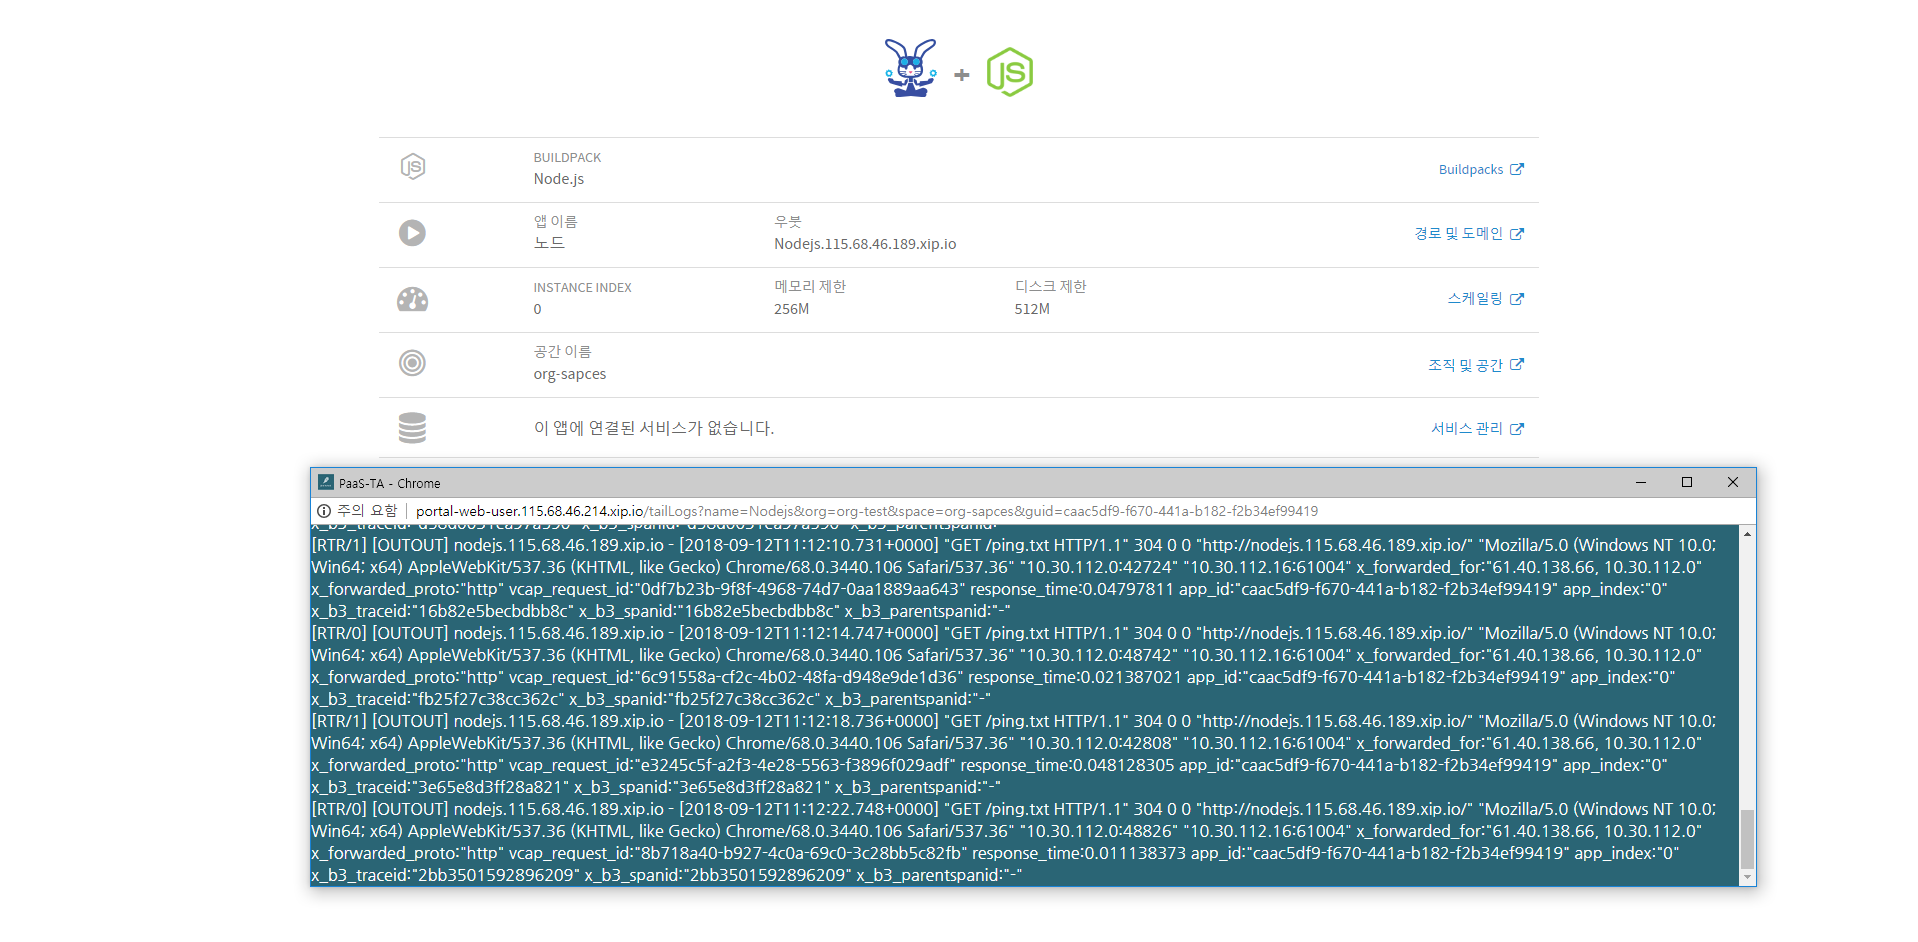 +
JS
JS
BUILDPACK
Node.js
Buildpacks
앱 이름
노드
우봇
Nodejs.115.68.46.189.xip.io
경로 및 도메인
INSTANCE INDEX
0
메모리 제한
256M
디스크 제한
512M
스케일링
공간 이름
org-sapces
조직 및 공간
이 앱에 연결된 서비스가 없습니다.
서비스 관리
PaaS-TA - Chrome
주의 요함 | portal-web-user.115.68.46.214.xip.io/tailLogs?name=Nodejs&org=org-test&space=org-sapces&guid=caac5df9-f670-441a-b182-f2b34ef99419
[RTR/1] [OUTOUT] nodejs.115.68.46.189.xip.io - [2018-09-12T11:12:10.731+0000] "GET /ping.txt HTTP/1.1" 304 0 0 "http://nodejs.115.68.46.189.xip.io/" "Mozilla/5.0 (Windows NT 10.0;
Win64; x64) AppleWebKit/537.36 (KHTML, like Gecko) Chrome/68.0.3440.106 Safari/537.36" "10.30.112.0:42724" "10.30.112.16:61004" x_forwarded_for:"61.40.138.66, 10.30.112.0"
x_forwarded_proto:"http" vcap_request_id:"0df7b23b-9f8f-4968-74d7-0aa1889aa643" response_time:0.04797811 app_id:"caac5df9-f670-441a-b182-f2b34ef99419" app_index:"0"
x_b3_traceid:"16b82e5becbdbb8c" x_b3_spanid:"16b82e5becbdbb8c" x_b3_parentspanid:"-"
[RTR/0] [OUTOUT] nodejs.115.68.46.189.xip.io - [2018-09-12T11:12:14.747+0000] "GET /ping.txt HTTP/1.1" 304 0 0 "http://nodejs.115.68.46.189.xip.io/" "Mozilla/5.0 (Windows NT 10.0;
Win64; x64) AppleWebKit/537.36 (KHTML, like Gecko) Chrome/68.0.3440.106 Safari/537.36" "10.30.112.0:48742" "10.30.112.16:61004" x_forwarded_for:"61.40.138.66, 10.30.112.0"
x_forwarded_proto:"http" vcap_request_id:"6c91558a-cf2c-4b02-48fa-d948e9de1d36" response_time:0.021387021 app_id:"caac5df9-f670-441a-b182-f2b34ef99419" app_index:"0"
x_b3_traceid:"fb25f27c38cc362c" x_b3_spanid:"fb25f27c38cc362c" x_b3_parentspanid:"-"
[RTR/1] [OUTOUT] nodejs.115.68.46.189.xip.io - [2018-09-12T11:12:18.736+0000] "GET /ping.txt HTTP/1.1" 304 0 0 "http://nodejs.115.68.46.189.xip.io/" "Mozilla/5.0 (Windows NT 10.0;
Win64; x64) AppleWebKit/537.36 (KHTML, like Gecko) Chrome/68.0.3440.106 Safari/537.36" "10.30.112.0:42808" "10.30.112.16:61004" x_forwarded_for:"61.40.138.66, 10.30.112.0"
x_forwarded_proto:"http" vcap_request_id:"e3245c5f-a2f3-4e28-5563-f3896f029adf" response_time:0.048128305 app_id:"caac5df9-f670-441a-b182-f2b34ef99419" app_index:"0"
x_b3_traceid:"3e65e8d3ff28a821" x_b3_spanid:"3e65e8d3ff28a821" x_b3_parentspanid:"-"
[RTR/0] [OUTOUT] nodejs.115.68.46.189.xip.io - [2018-09-12T11:12:22.748+0000] "GET /ping.txt HTTP/1.1" 304 0 0 "http://nodejs.115.68.46.189.xip.io/" "Mozilla/5.0 (Windows NT 10.0;
Win64; x64) AppleWebKit/537.36 (KHTML, like Gecko) Chrome/68.0.3440.106 Safari/537.36" "10.30.112.0:48826" "10.30.112.16:61004" x_forwarded_for:"61.40.138.66, 10.30.112.0"
x_forwarded_proto:"http" vcap_request_id:"8b718a40-b927-4c0a-69c0-3c28bb5c82fb" response_time:0.011138373 app_id:"caac5df9-f670-441a-b182-f2b34ef99419" app_index:"0"
x_b3_traceid:"2bb3501592896209" x_b3_spanid:"2bb3501592896209" x_b3_parentspanid:"-"